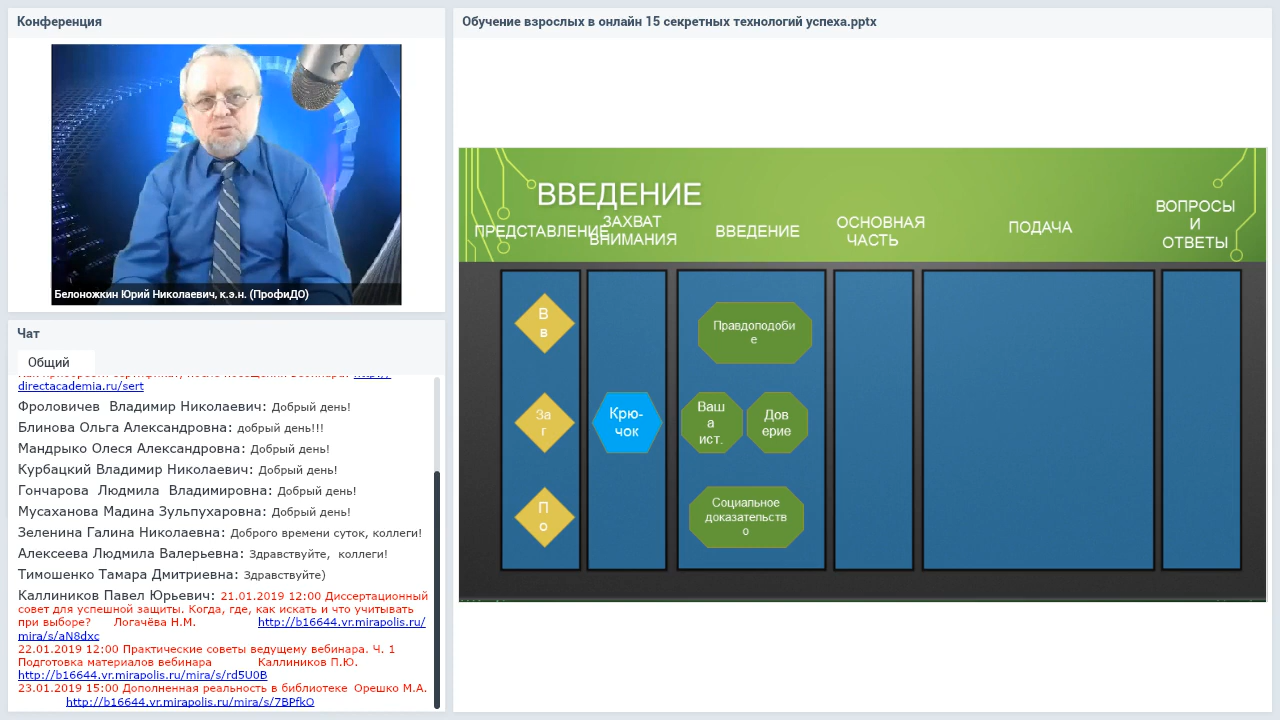 Конференция
Белоножкин Юрий Николаевич, к.э.н. (ПрофиДО)
Чат
Общий
directacademia.ru/sert
Фроловичев Владимир Николаевич: Добрый день!
Блинова Ольга Александровна: добрый день!!!
Мандрыко Олеся Александровна: Добрый день!
Курбацкий Владимир Николаевич: Добрый день!
Гончарова Людмила Владимировна: Добрый день!
Мусаханова Мадина Зульпухаровна: Добрый день!
Зеленина Галина Николаевна: Доброго времени суток, коллеги!
Алексеева Людмила Валерьевна: Здравствуйте, коллеги!
Тимошенко Тамара Дмитриевна: Здравствуйте)
Каллиников Павел Юрьевич: 21.01.2019 12:00 Диссертационный
совет для успешной защиты. Когда, где, как искать и что учитывать
при выборе? Логачёва Н.М. http://b16644.vr.mirapolis.ru/
mira/s/aN8dxc
22.01.2019 12:00 Практические советы ведущему вебинара. Ч. 1
Подготовка материалов вебинара Каллиников П.Ю.
http://b16644.vr.mirapolis.ru/mira/s/rd5U0B
23.01.2019 15:00 Дополненная реальность в библиотеке Орешко М.А.
http://b16644.vr.mirapolis.ru/mira/s/7BPfkO
Обучение взрослых в онлайн 15 секретных технологий успеха.pptx
ВВЕДЕНИЕ
ПРЕДСТАВЛЕНИЕ
ЗАХВАТ
ВНИМАНИЯ
ВВЕДЕНИЕ
ОСНОВНАЯ
ЧАСТЬ
ПОДАЧА
ВОПРОСЫ
И
ОТВЕТЫ
В
в
За
г
П
о
Крю-
чок
Правдоподоби
е
Ваш
а
ист.
Дов
ерие
Социальное
доказательств
о